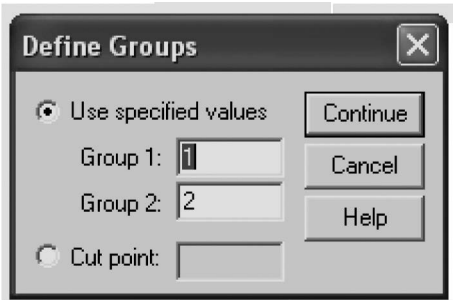 Define Groups
Use specified values
Continue
Group 1: 1
Cancel
Group 2: 2
Help
Cut point: